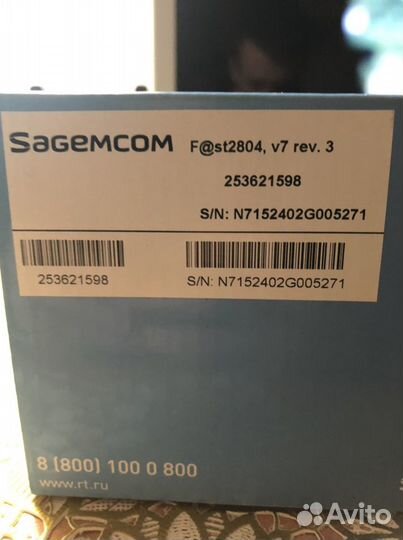 SAGEMCOM F@st2804, v7 rev. 3
253621598
S/N: N7152402G005271
253621598 S/N: N7152402G005271
8 (800) 100 0 800
www.rt.ru
Avito